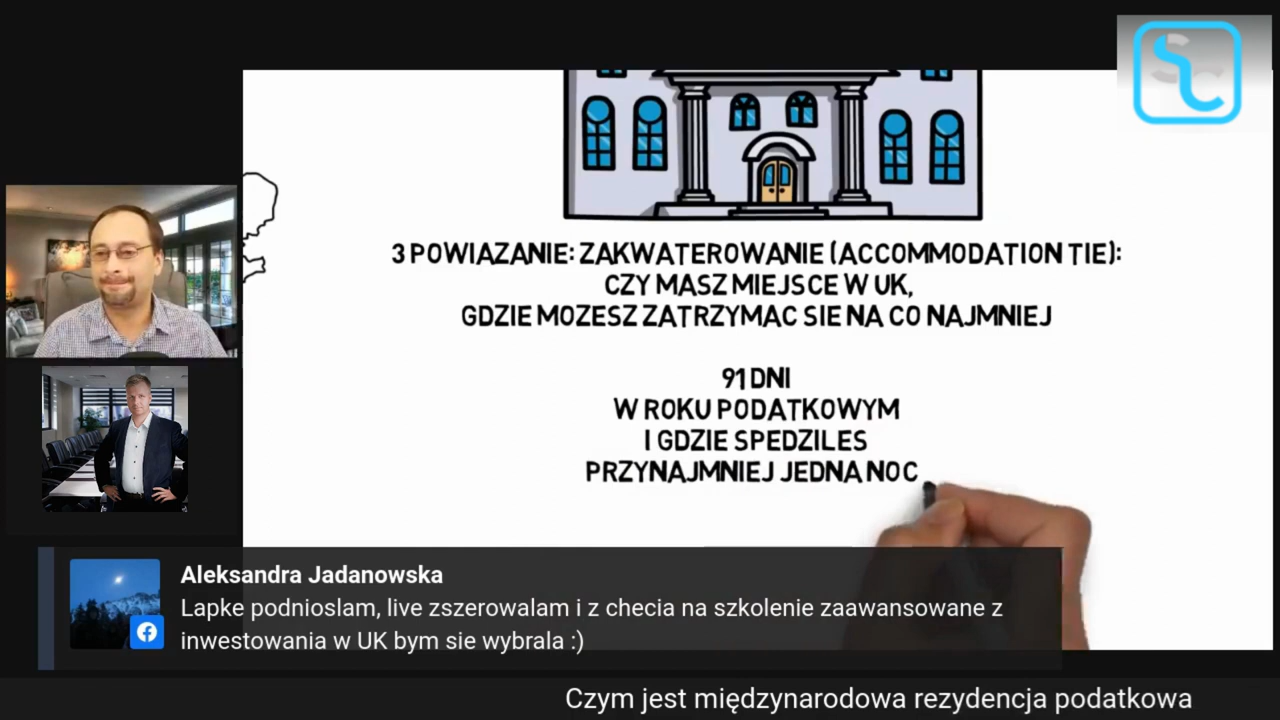 3 POWIAZANIE: ZAKWATEROWANIE (ACCOMMODATION TIE):
CZY MASZ MIEJSCE W UK,
GDZIE MOZESZ ZATRZYMAC SIE NA CO NAJMNIEJ
91 DNI
W ROKU PODATKOWYM
I GDZIE SPEDZILES
PRZYNAJMNIEJ JEDNA NOC
Aleksandra Jadanowska
Lapke podnioslam, live zszerowalam i z checia na szkolenie zaawansowane z
inwestowania w UK bym sie wybrala :)
Czym jest międzynarodowa rezydencja podatkowa